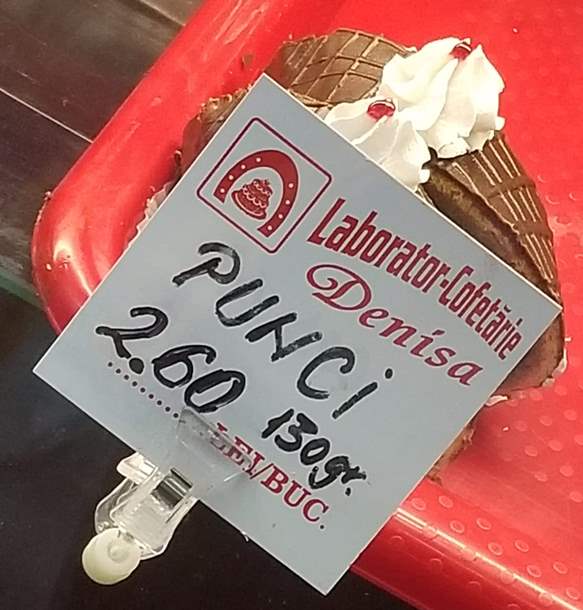 Laborator-Cofetărie
Denisa
PUNCi
2.60 130gr.
LEI/BUC.